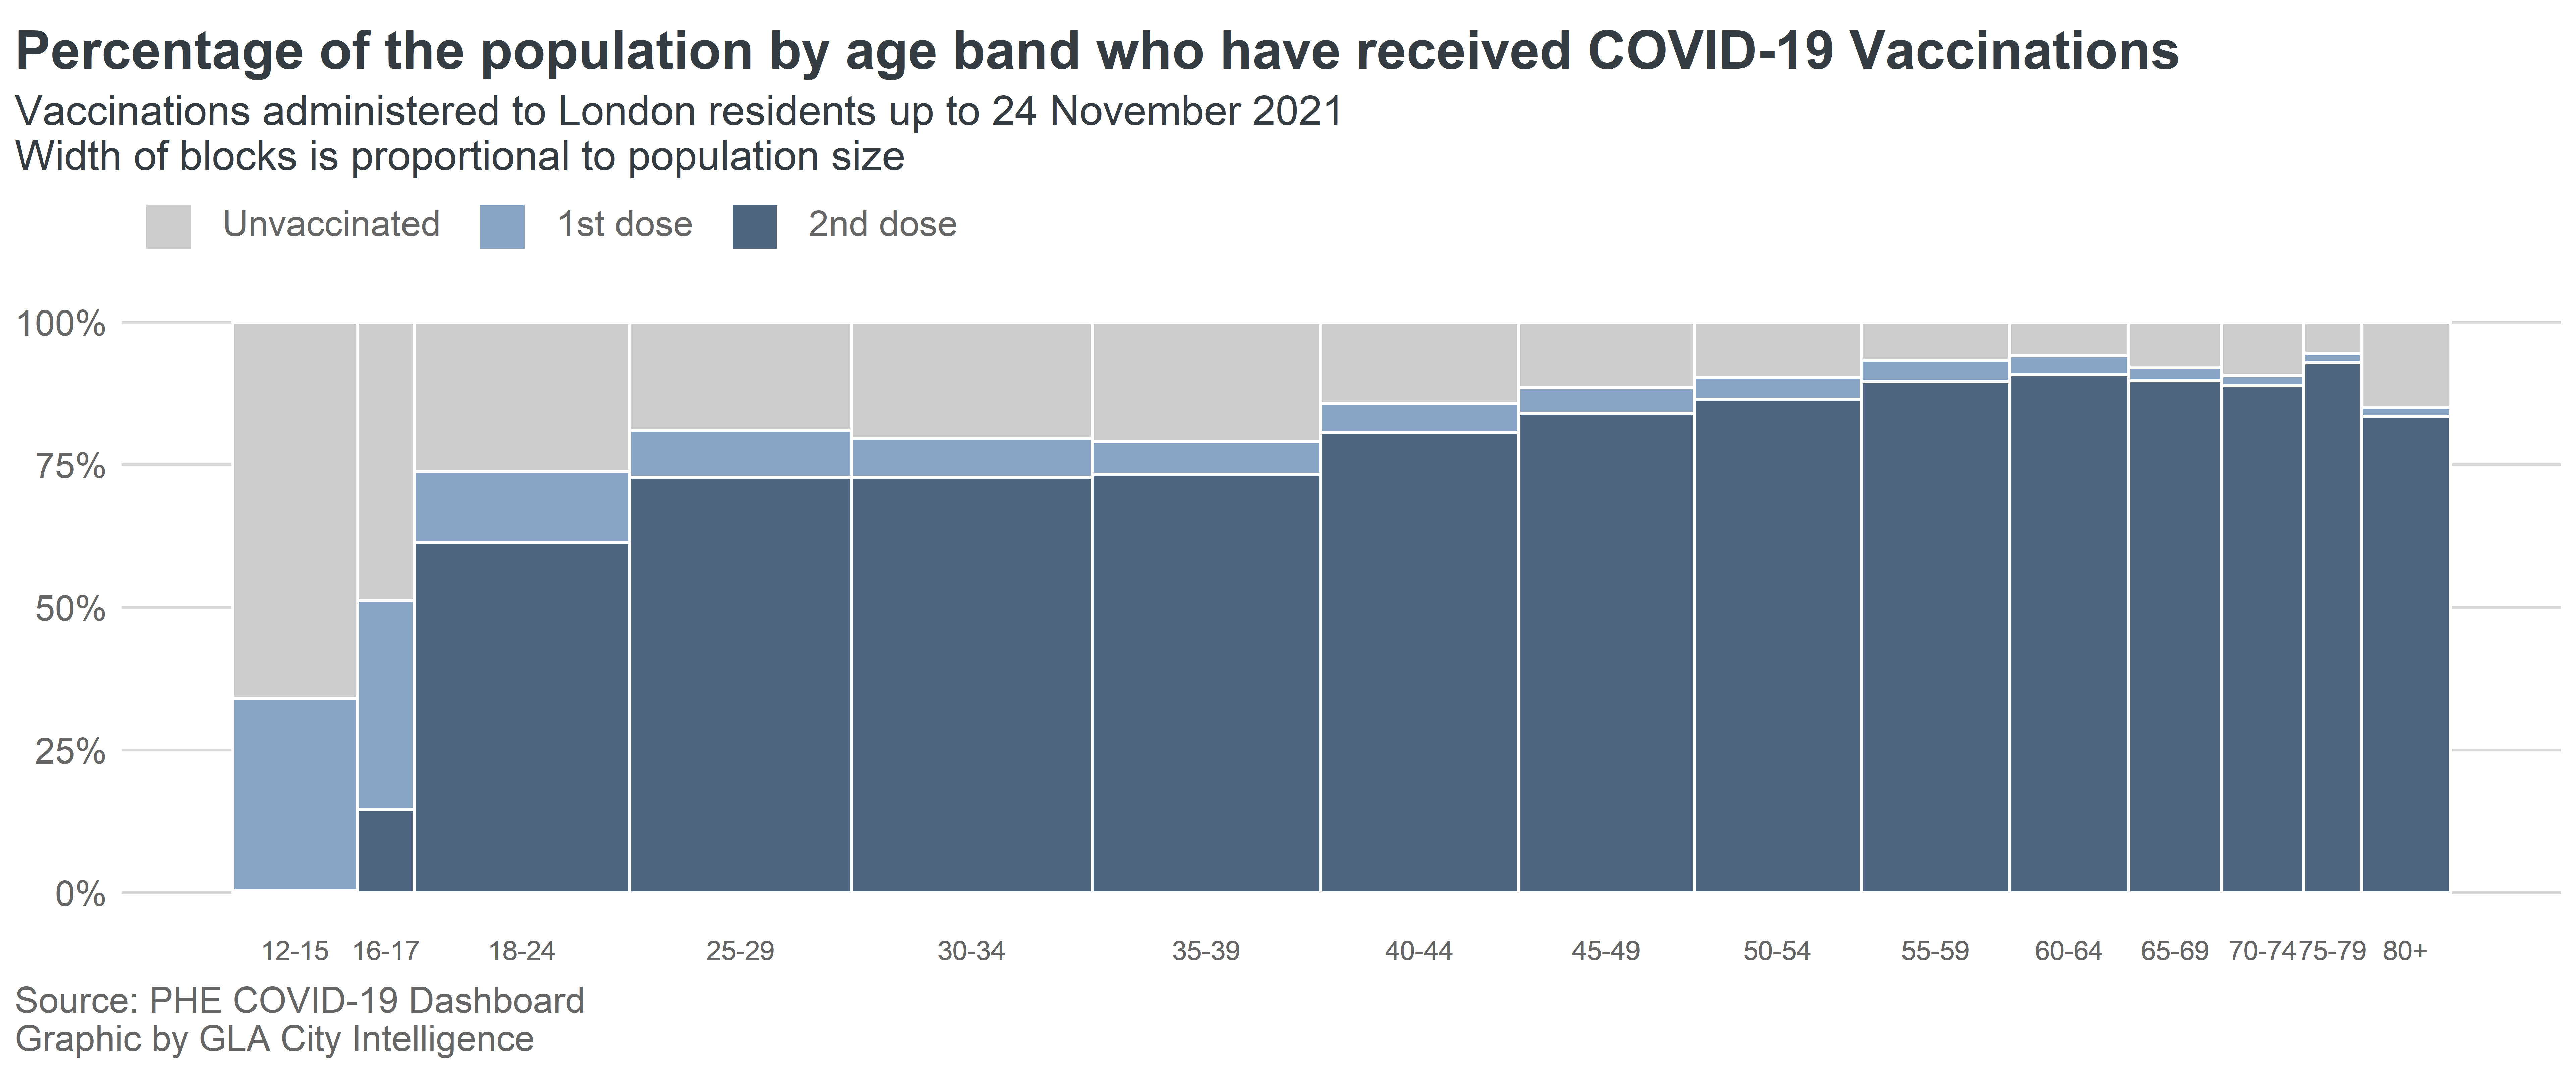 Percentage of the population by age band who have received COVID-19 Vaccinations
Vaccinations administered to London residents up to 24 November 2021
Width of blocks is proportional to population size
Unvaccinated 1st dose 2nd dose
100%
75%
50%
25%
0%
12-15 16-17 18-24 25-29 30-34 35-39 40-44 45-49 50-54 55-59 60-64 65-69 70-74 75-79 80+
Source: PHE COVID-19 Dashboard
Graphic by GLA City Intelligence